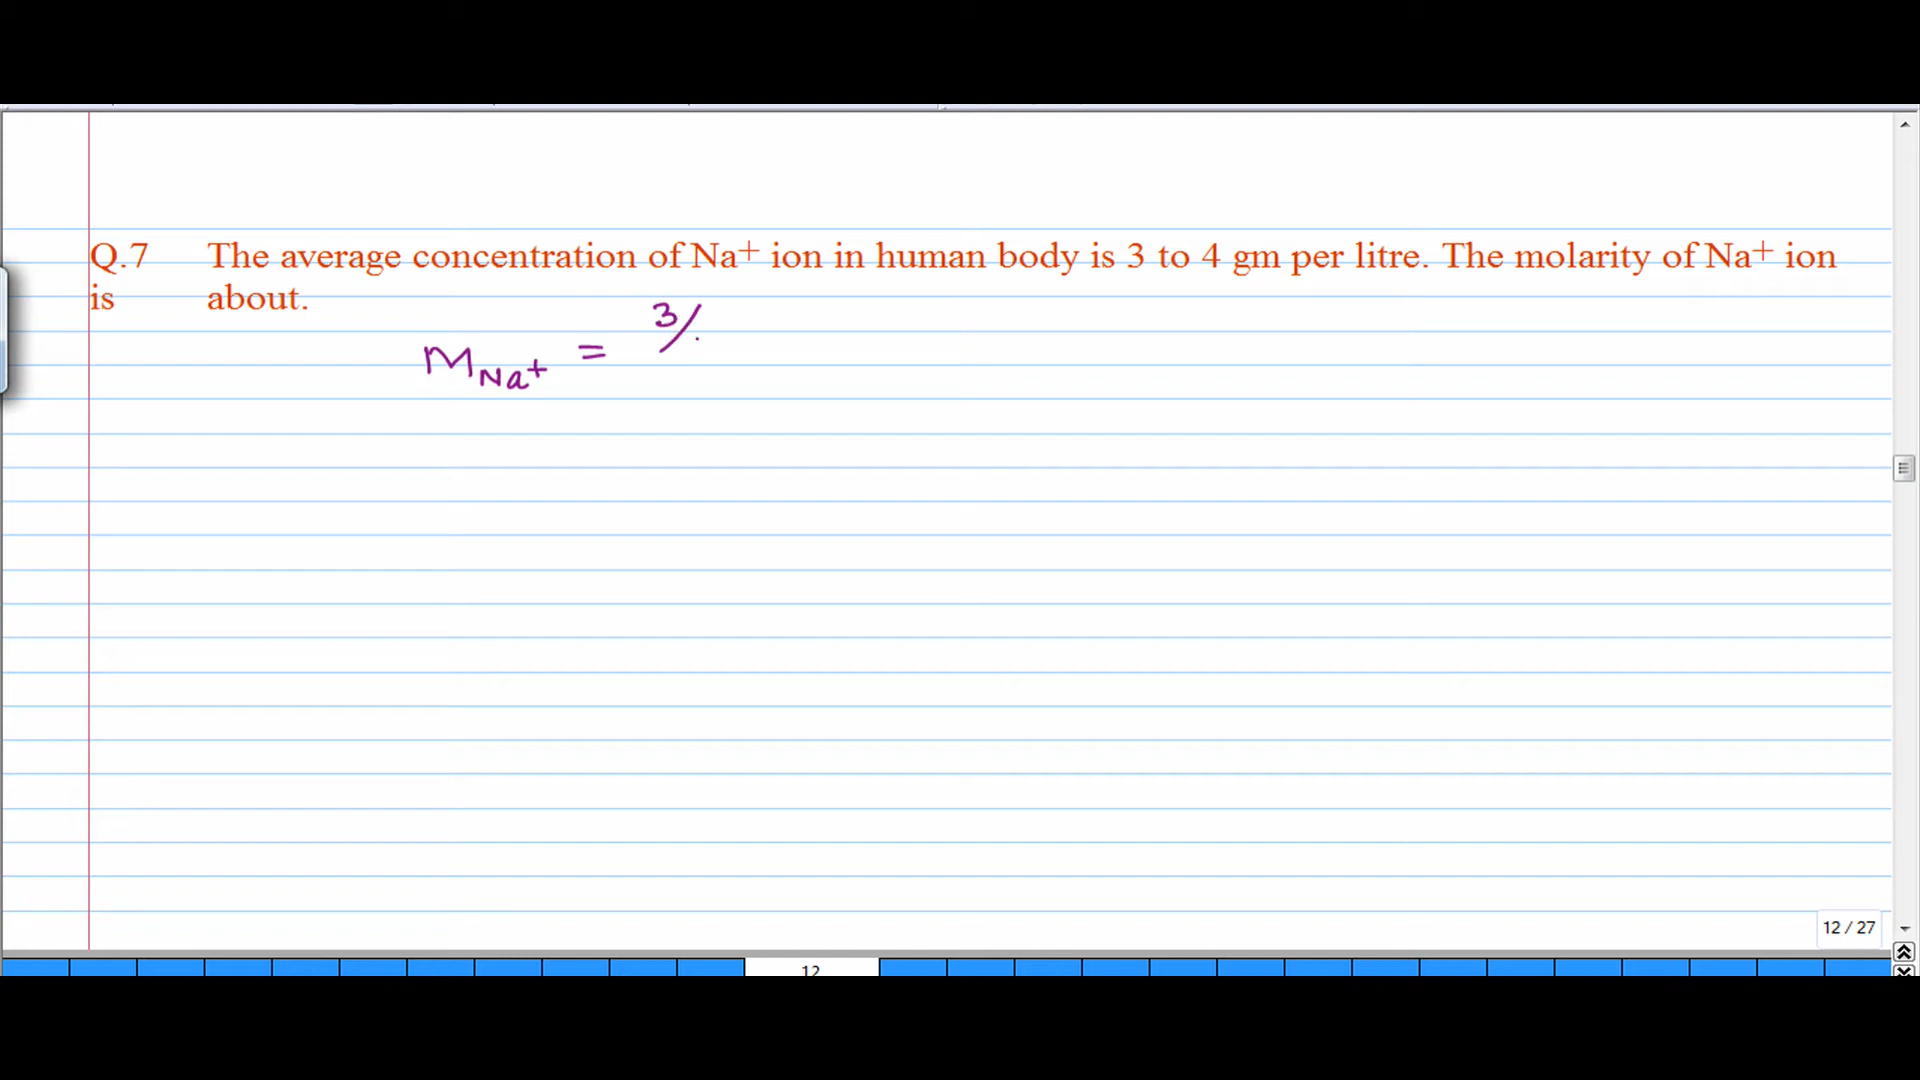 Q.7 The average concentration of Na+ ion in human body is 3 to 4 gm per litre. The molarity of Na+ ion
is about.
3/
M Na+ =
12 / 27
12